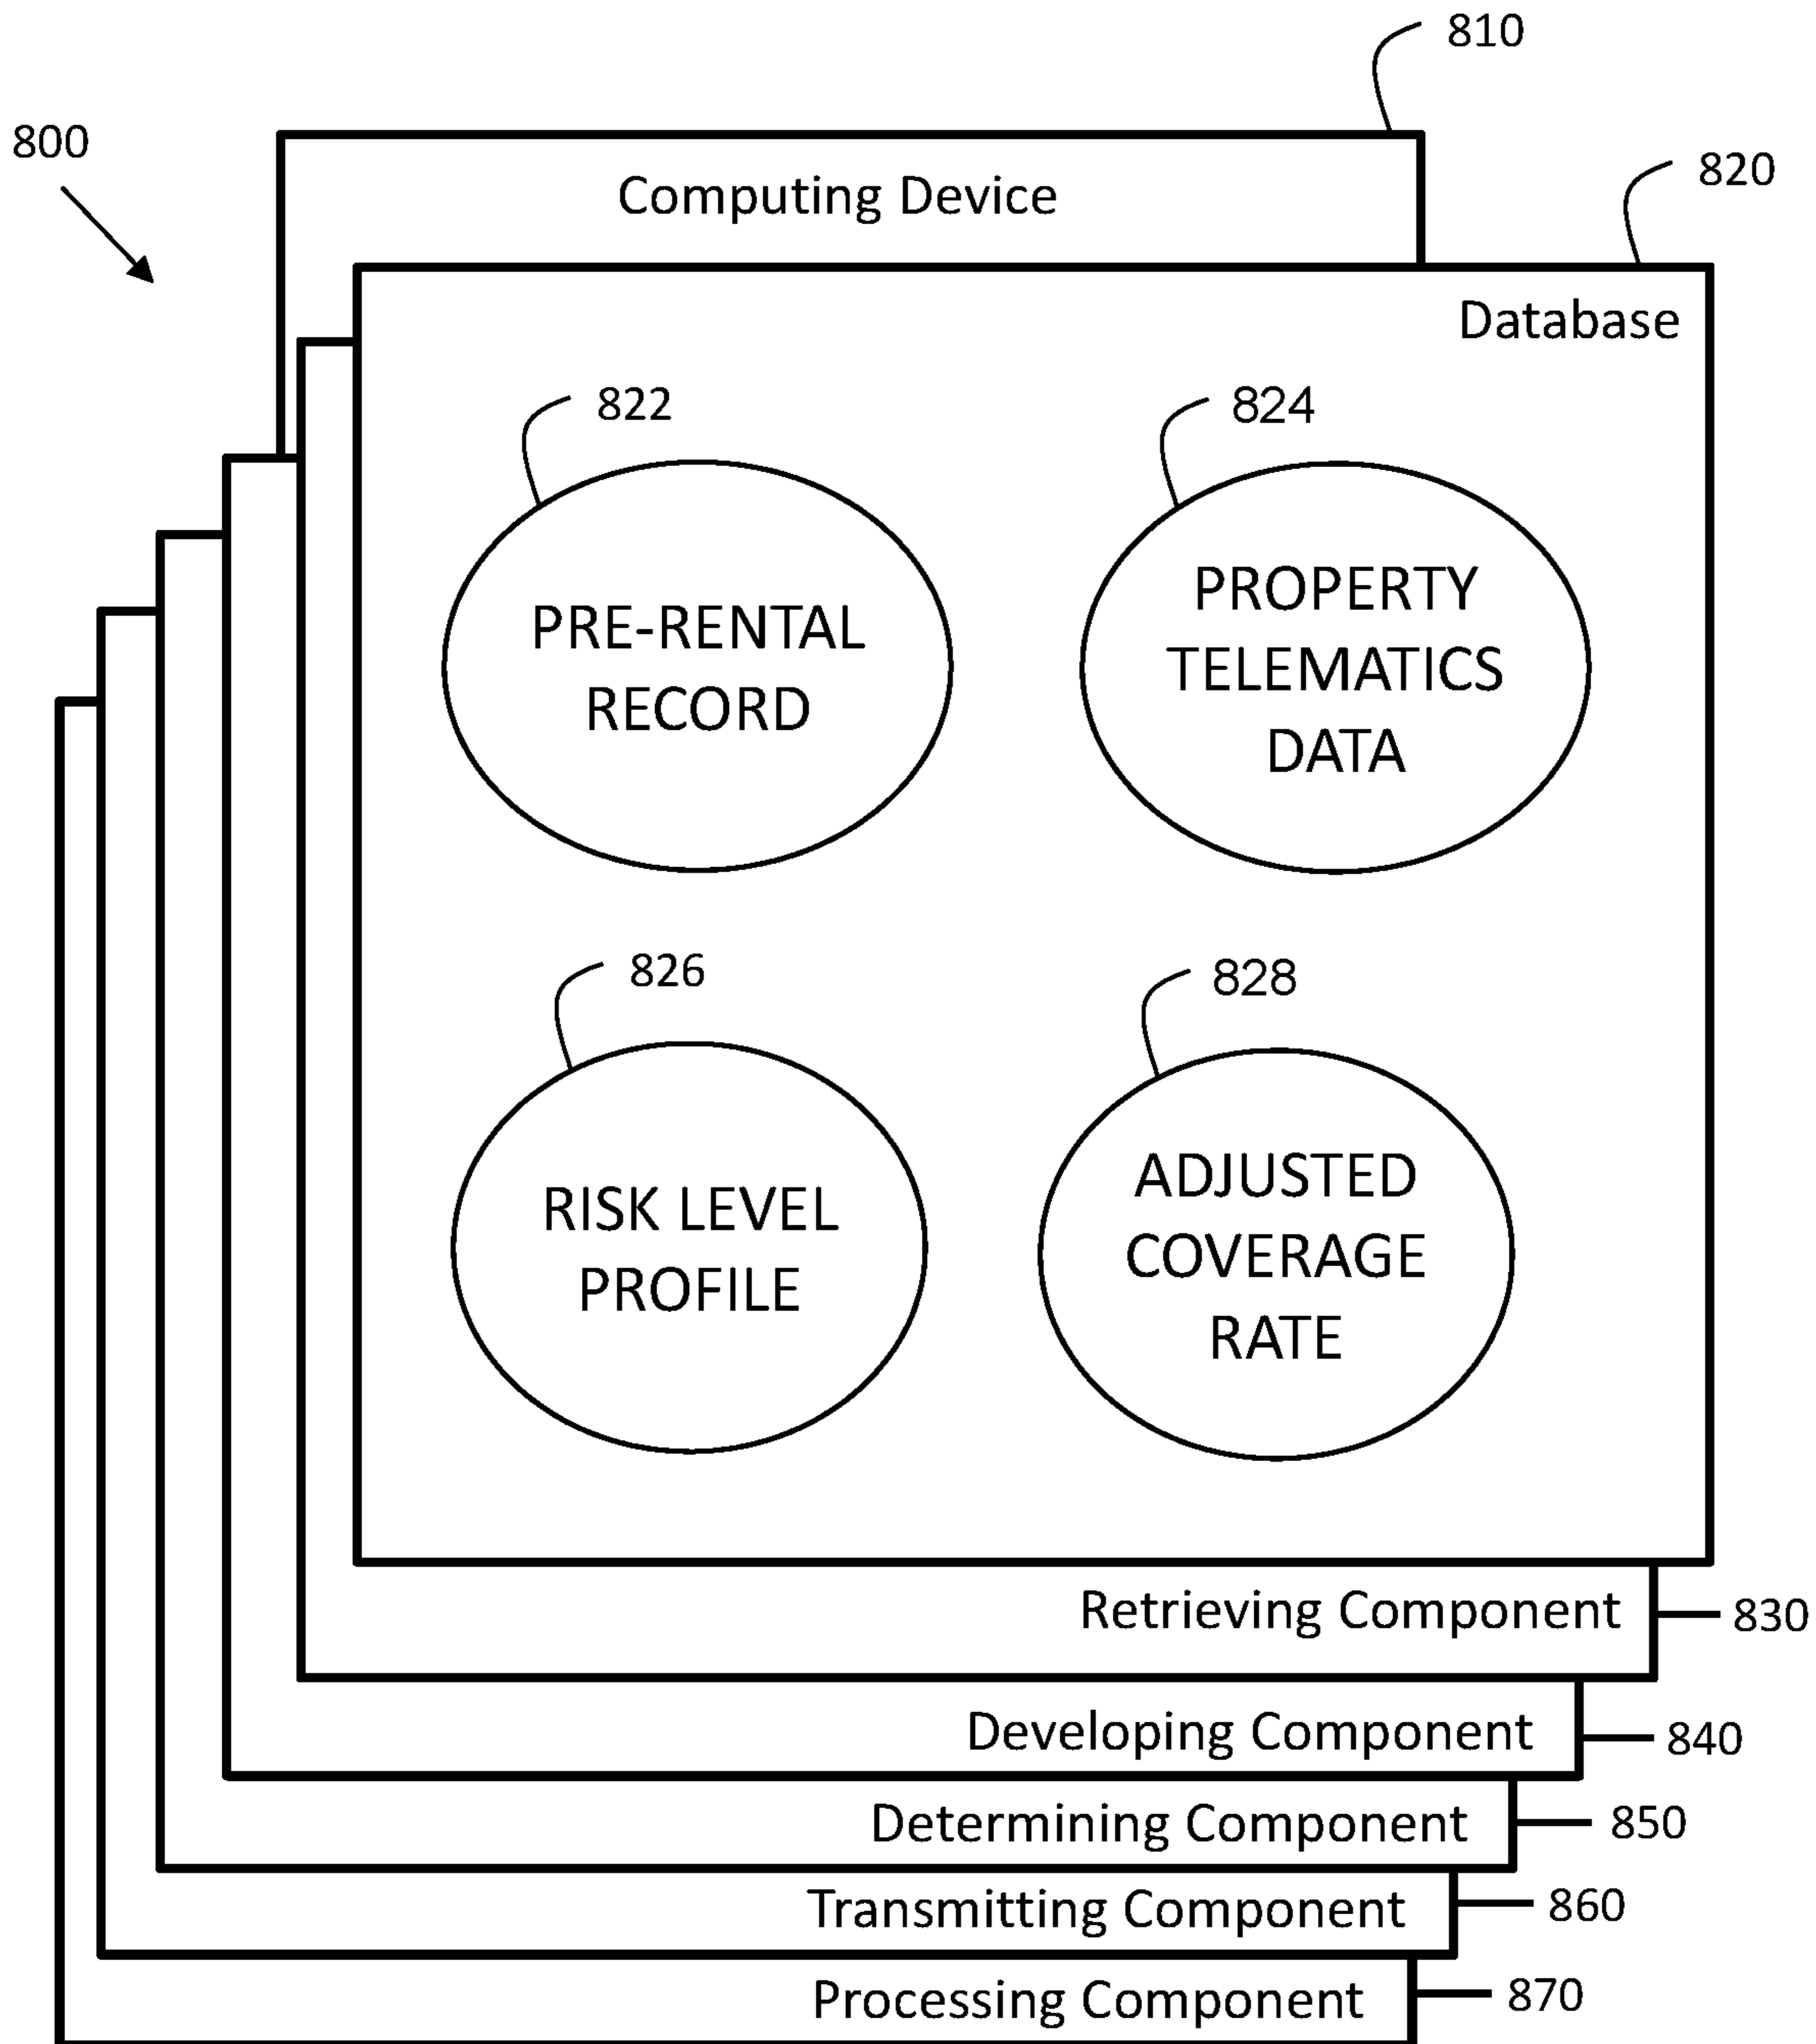 810
800
820
Computing Device
Database
822
824
PRE-RENTAL
RECORD
PROPERTY
TELEMATICS
DATA
826
828
RISK LEVEL
PROFILE
ADJUSTED
COVERAGE
RATE
Retrieving Component
830
Developing Component
840
Determining Component
850
Transmitting Component
860
Processing Component
870